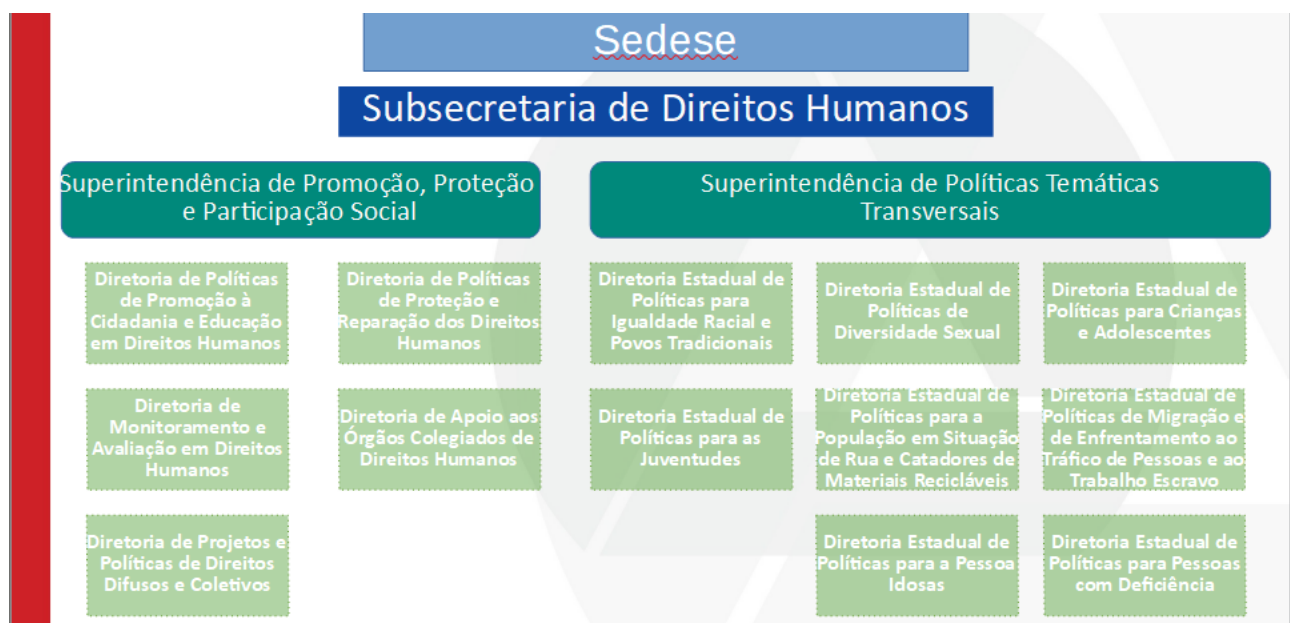 Sedese
Subsecretaria de Direitos Humanos
Superintendência de Promoção, Proteção
e Participação Social
Superintendência de Políticas Temáticas
Transversais
Diretoria de Políticas
de Promoção à
Cidadania e Educação
em Direitos Humanos
Diretoria de Políticas
de Proteção e
Reparação dos Direitos
Humanos
Diretoria Estadual de
Políticas para
Igualdade Racial e
Povos Tradicionais
Diretoria Estadual de
Políticas de
Diversidade Sexual
Diretoria Estadual de
Políticas para Crianças
e Adolescentes
Diretoria de
Monitoramento e
Avaliação em Direitos
Humanos
Diretoria de Apoio aos
Órgãos Colegiados de
Direitos Humanos
Diretoria Estadual de
Políticas para as
Juventudes
Diretoria Estadual de
Políticas para a
População em Situação
de Rua e Catadores de
Materiais Recicláveis
Diretoria Estadual de
Políticas de Migração e
de Enfrentamento ao
Tráfico de Pessoas e ao
Trabalho Escravo
Diretoria de Projetos e
Políticas de Direitos
Difusos e Coletivos
Diretoria Estadual de
Políticas para a Pessoa
Idosas
Diretoria Estadual de
Políticas para Pessoas
com Deficiência